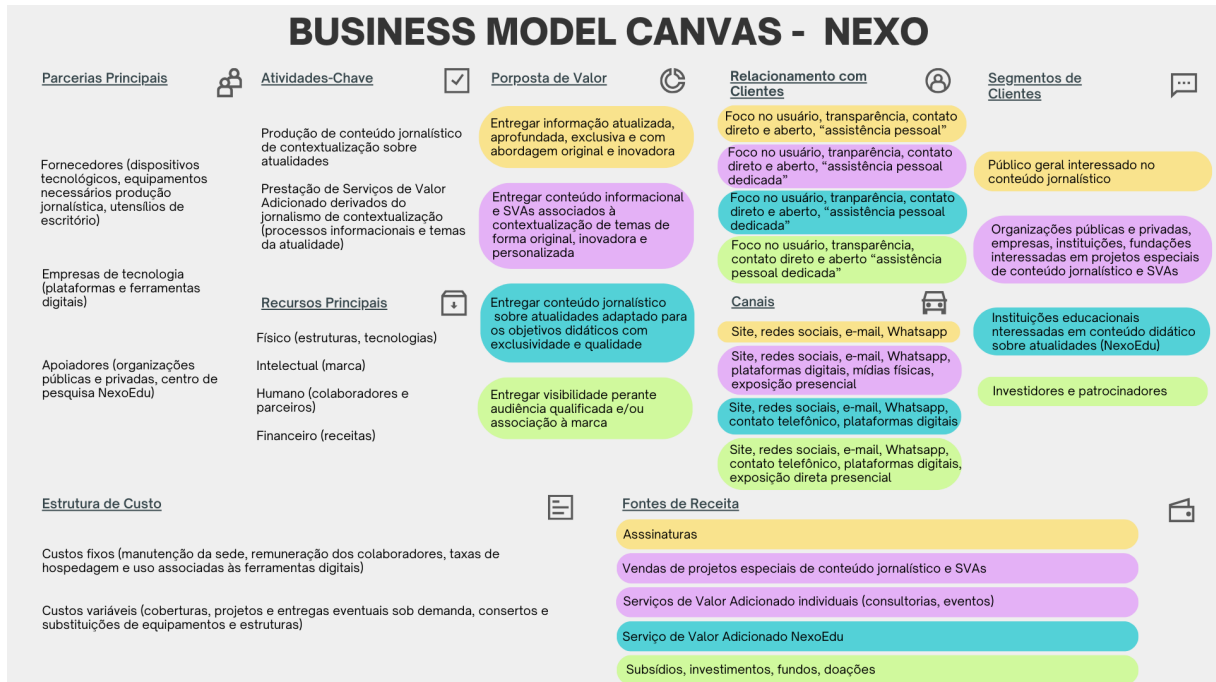 BUSINESS MODEL CANVAS - NEXO
Parcerias Principais
Fornecedores (dispositivos
tecnológicos, equipamentos
necessários produção
jornalística, utensílios de
escritório)
Empresas de tecnologia
(plataformas e ferramentas
digitais)
Apoiadores (organizações
públicas e privadas, centro de
pesquisa NexoEdu)
Atividades-Chave
Produção de conteúdo jornalístico
de contextualização sobre
atualidades
Prestação de Serviços de Valor
Adicionado derivados do
jornalismo de contextualização
(processos informacionais e temas
da atualidade)
Recursos Principais
Físico (estruturas, tecnologias)
Intelectual (marca)
Humano (colaboradores e
parceiros)
Financeiro (receitas)
Porposta de Valor
Entregar informação atualizada,
aprofundada, exclusiva e com
abordagem original e inovadora
Entregar conteúdo informacional
e SVAs associados à
contextualização de temas de
forma original, inovadora e
personalizada
Entregar conteúdo jornalístico
sobre atualidades adaptado para
os objetivos didáticos com
exclusividade e qualidade
Entregar visibilidade perante
audiência qualificada e/ou
associação à marca
Relacionamento com
Clientes
Foco no usuário, transparência, contato
direto e aberto, “assistência pessoal”
Foco no usuário, tranparência, contato
direto e aberto, “assistência pessoal
dedicada”
Foco no usuário, transparência, contato
direto e aberto, “assistência pessoal
dedicada”
Foco no usuário, transparência,
contato direto e aberto “assistência
pessoal dedicada”
Canais
Site, redes sociais, e-mail, Whatsapp
Site, redes sociais, e-mail, Whatsapp,
plataformas digitais, mídias físicas,
exposição presencial
Site, redes sociais, e-mail, Whatsapp,
contato telefônico, plataformas digitais
Site, redes sociais, e-mail, Whatsapp,
contato telefônico, plataformas digitais,
exposição direta presencial
Segmentos de
Clientes
Público geral interessado no
conteúdo jornalístico
Organizações públicas e privadas,
empresas, instituições, fundações
interessadas em projetos especiais
de conteúdo jornalístico e SVAs
Instituições educacionais
nteressadas em conteúdo didático
sobre atualidades (NexoEdu)
Investidores e patrocinadores
Estrutura de Custo
Custos fixos (manutenção da sede, remuneração dos colaboradores, taxas de
hospedagem e uso associadas às ferramentas digitais)
Custos variáveis (coberturas, projetos e entregas eventuais sob demanda, consertos e
substituições de equipamentos e estruturas)
Fontes de Receita
Asssinaturas
Vendas de projetos especiais de conteúdo jornalístico e SVAs
Serviços de Valor Adicionado individuais (consultorias, eventos)
Serviço de Valor Adicionado NexoEdu
Subsídios, investimentos, fundos, doações